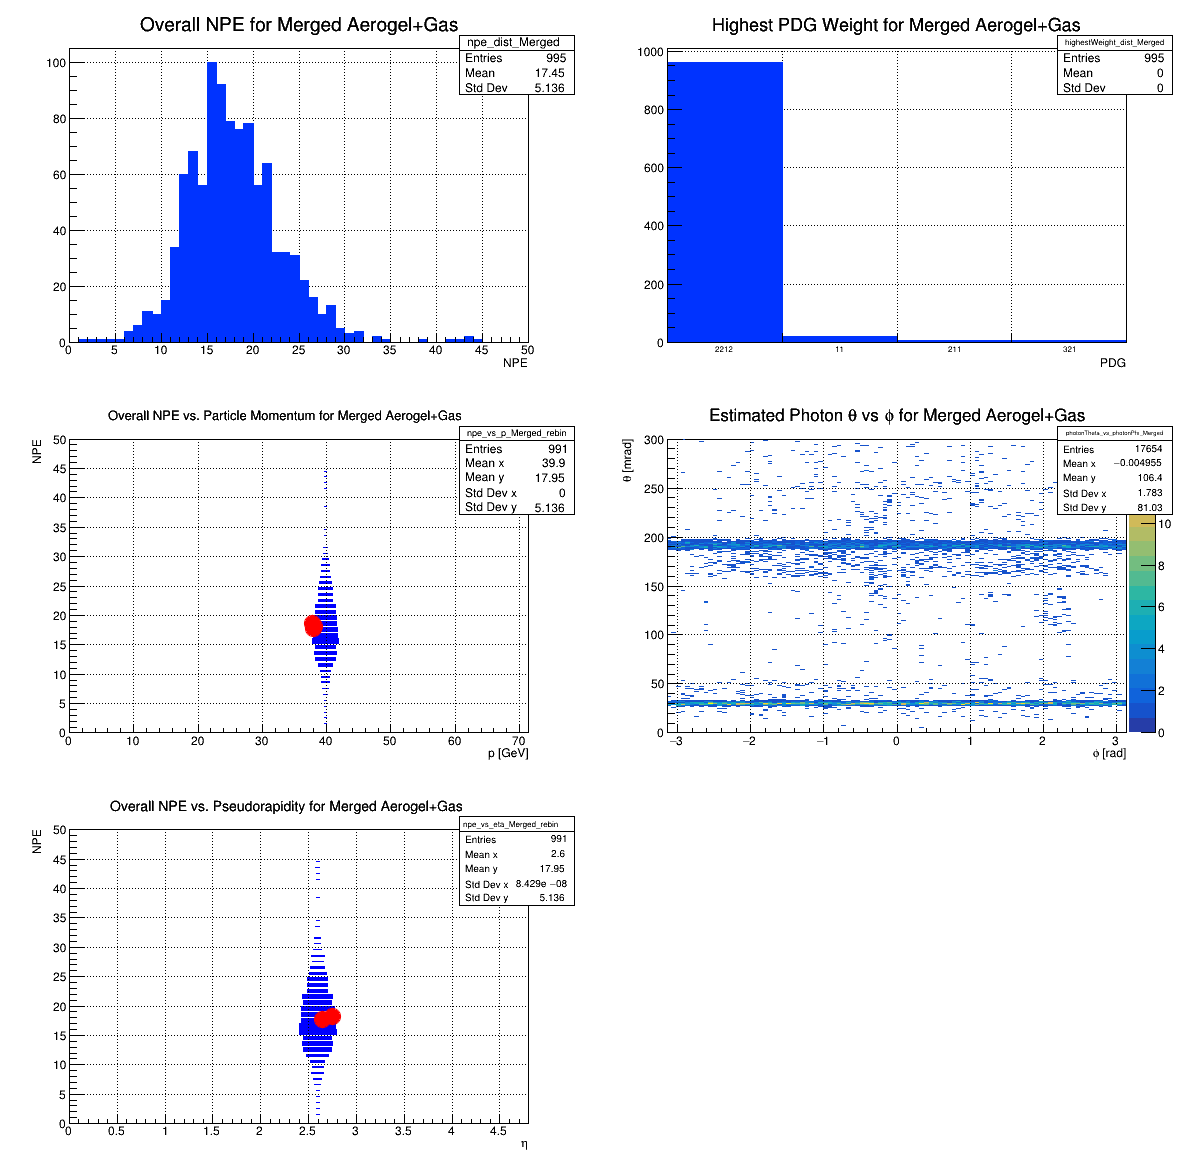 Overall NPE for Merged Aerogel+Gas
npe_dist_Merged
Entries 995
Mean 17.45
Std Dev 5.136
100
80
60
40
20
0
0 5 10 15 20 25 30 35 40 45 50
NPE
Highest PDG Weight for Merged Aerogel+Gas
highestWeight_dist_Merged
Entries 995
Mean 0
Std Dev 0
1000
800
600
400
200
0
2212 11 211 321
PDG
Overall NPE vs. Particle Momentum for Merged Aerogel+Gas
npe_vs_p_Merged_rebin
Entries 991
Mean x 39.9
Mean y 17.95
Std Dev x 0
Std Dev y 5.136
NPE
50
45
40
35
30
25
20
15
10
5
0
0 10 20 30 40 50 60 70
p [GeV]
Estimated Photon θ vs ϕ for Merged Aerogel+Gas
photonTheta_vs_photonPhi_Merged
Entries 17654
Mean x −0.004955
Mean y 106.4
Std Dev x 1.783
Std Dev y 81.03
θ [mrad]
300
250
200
150
100
50
0
−3 −2 −1 0 1 2 3
ϕ [rad]
10
8
6
4
2
0
Overall NPE vs. Pseudorapidity for Merged Aerogel+Gas
npe_vs_eta_Merged_rebin
Entries 991
Mean x 2.6
Mean y 17.95
Std Dev x 8.429e −08
Std Dev y 5.136
NPE
50
45
40
35
30
25
20
15
10
5
0
0 0.5 1 1.5 2 2.5 3 3.5 4 4.5
η